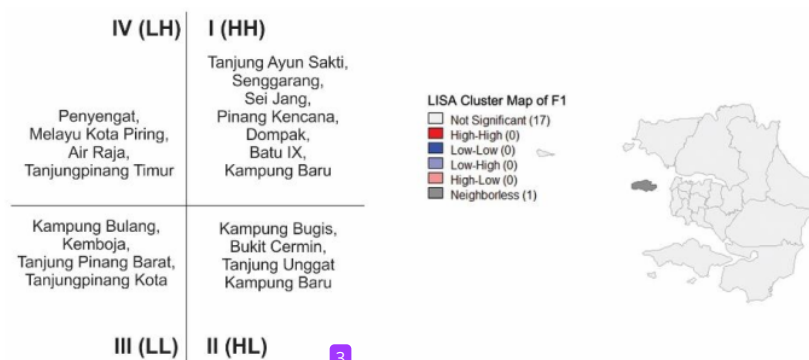 IV (LH)
I (HH)
Penyengat,
Melayu Kota Piring,
Air Raja,
Tanjungpinang Timur
Tanjung Ayun Sakti,
Senggarang,
Sei Jang,
Pinang Kencana,
Dompak,
Batu IX,
Kampung Baru
Kampung Bulang,
Kemboja,
Tanjung Pinang Barat,
Tanjungpinang Kota
Kampung Bugis,
Bukit Cermin,
Tanjung Unggat
Kampung Baru
III (LL)
II (HL)
3
LISA Cluster Map of F1
Not Significant (17)
High-High (0)
Low-Low (0)
Low-High (0)
High-Low (0)
Neighborless (1)